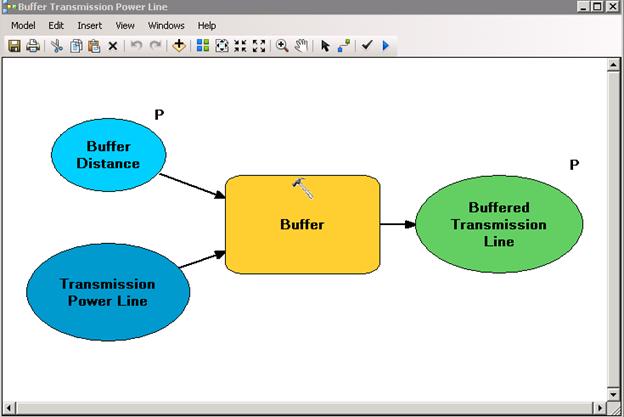 Buffer Transmission Power Line
Model Edit Insert View Windows Help
P
Buffer
Distance
P
Buffer
Buffered
Transmission
Line
Transmission
Power Line